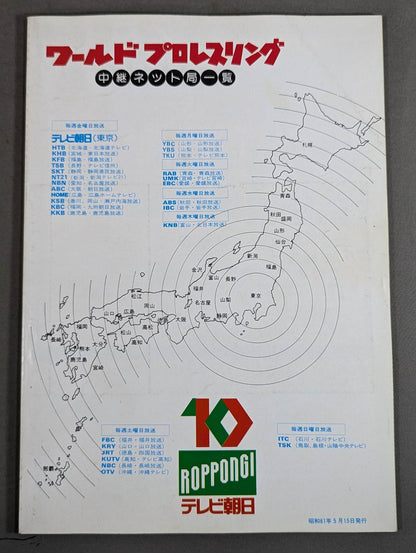 ワールド プロレスリング
中継ネット局一覧
毎週金曜日放送
テレビ朝日(東京)
HTB(北海道・北海道テレビ)
KHB(宮城・東日本放送)
KFB(福島・福島放送)
TSB(長野・テレビ信州)
SKT(静岡・静岡県民放送)
NT21(新潟・新潟テレビ21)
NBN(愛知・名古屋放送)
ABC(大阪・朝日放送)
HOME(広島・広島ホームテレビ)
KSB(香川、岡山・瀬戸内海放送)
KBC(福岡・九州朝日放送)
KKB(鹿児島・鹿児島放送)
毎週月曜日放送
YBC(山形・山形放送)
YBS(山梨・山梨放送)
TKU(熊本・テレビ熊本)
毎週火曜日放送
RAB(青森・青森放送)
UMK(宮崎・テレビ宮崎)
EBC(愛媛・愛媛放送)
毎週水曜日放送
ABS(秋田・秋田放送)
IBC(岩手・岩手放送)
毎週木曜日放送
KNB(富山・北日本放送)
札幌
青森
秋田
盛岡
山形
仙台
新潟
福島
金沢
富山
長野
福井
東京
山梨
名古屋
静岡
松江
岡山
広島
山口
大阪
徳島
高松
松山
高知
福岡
長崎
熊本
大分
鹿児島
宮崎
那覇
毎週土曜日放送
FBC(福井・福井放送)
KRY(山口・山口放送)
JRT(徳島・四国放送)
KUTV(高知・テレビ高知)
NBC(長崎・長崎放送)
OTV(沖縄・沖縄テレビ)
10
ROPPONGI
テレビ朝日
毎週日曜日放送
ITC(石川・石川テレビ)
TSK(鳥取、島根・山陰中央テレビ)
昭和61年5月15日発行